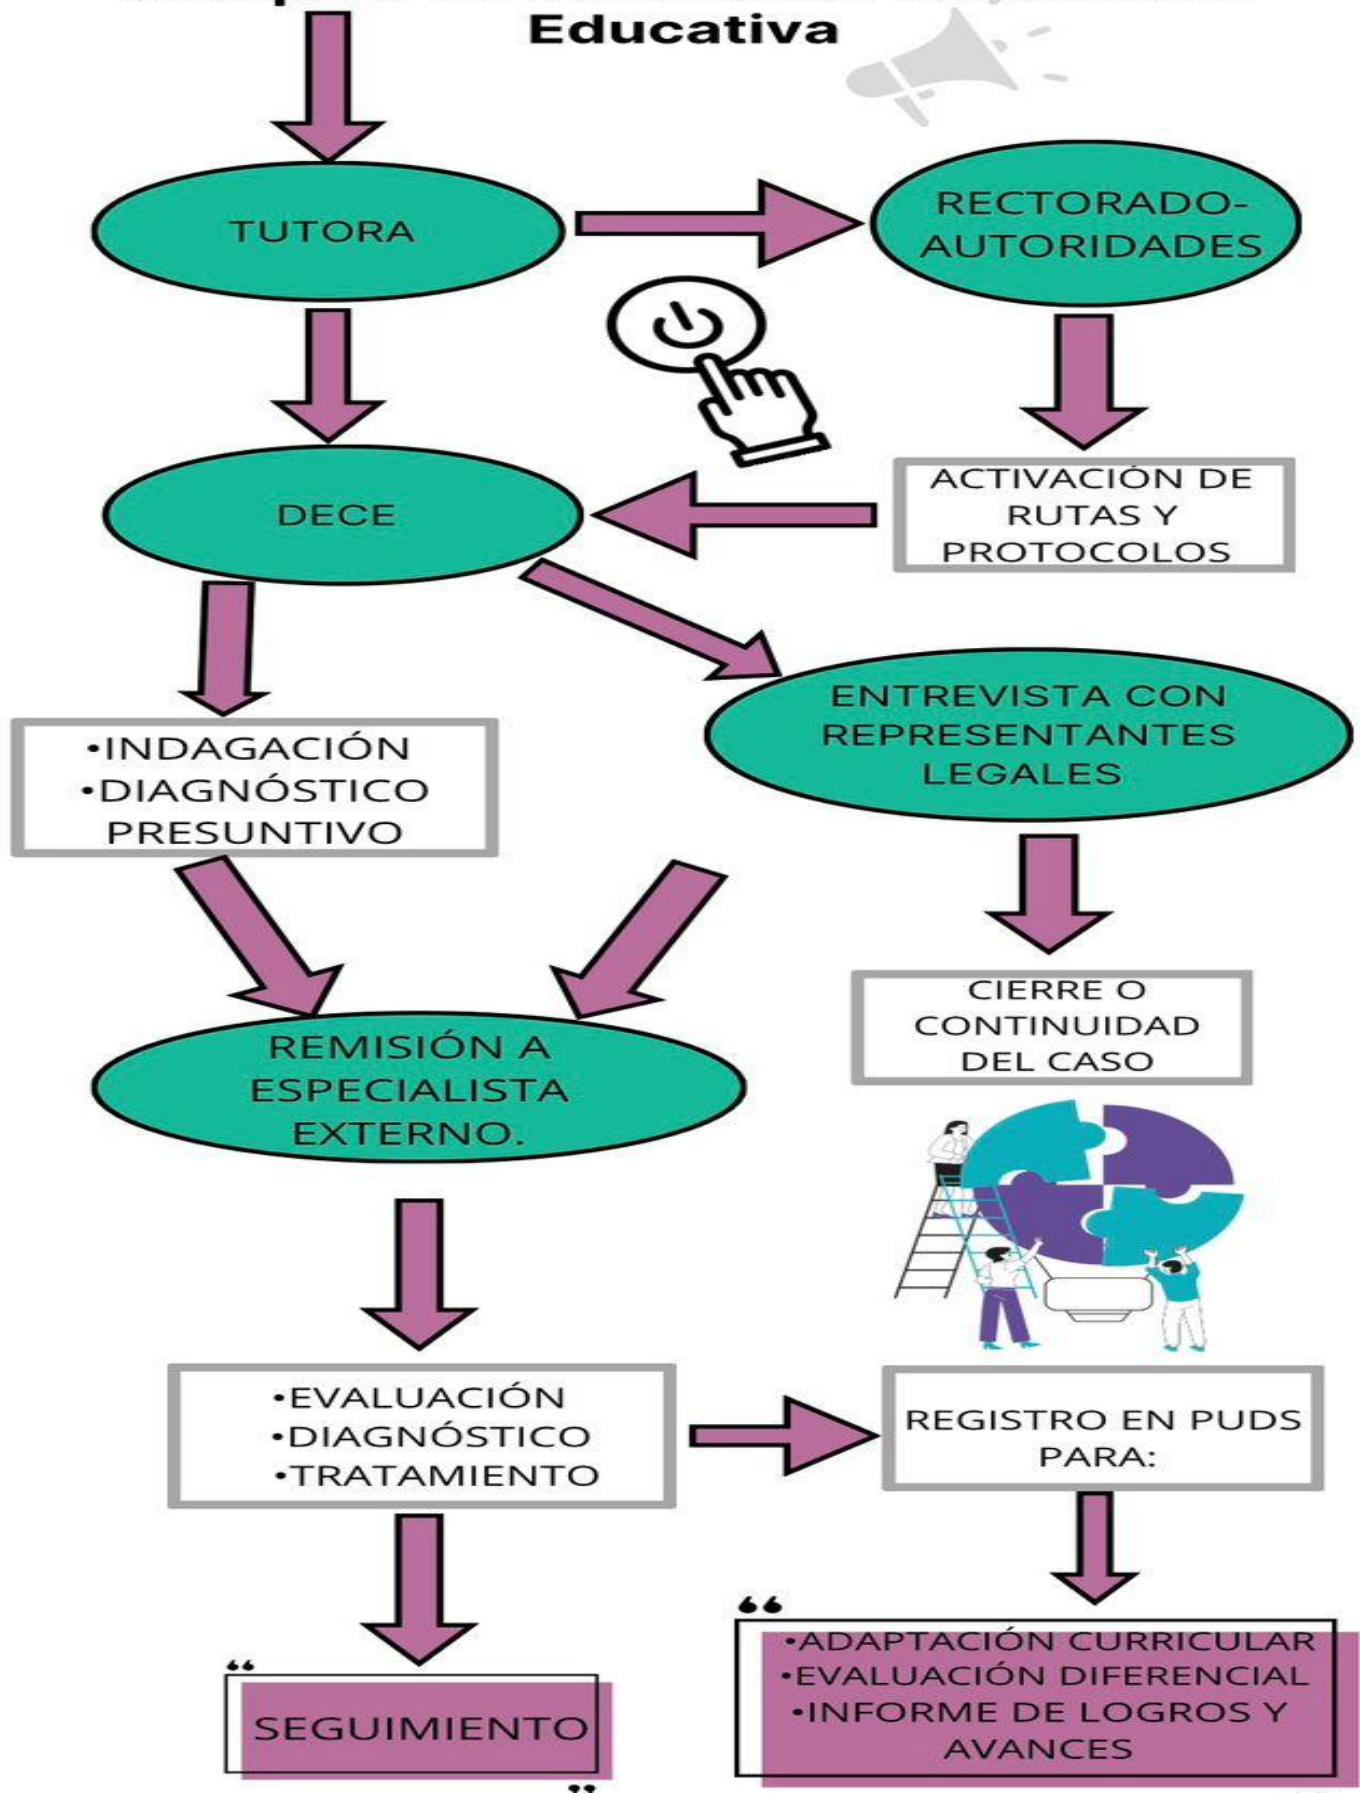 Educativa
TUTORA
RECTORADO-
AUTORIDADES
DECE
ACTIVACIÓN DE
RUTAS Y
PROTOCOLOS
•INDAGACIÓN
•DIAGNÓSTICO
PRESUNTIVO
ENTREVISTA CON
REPRESENTANTES
LEGALES
CIERRE O
CONTINUIDAD
DEL CASO
REMISIÓN A
ESPECIALISTA
EXTERNO.
•EVALUACIÓN
•DIAGNÓSTICO
•TRATAMIENTO
REGISTRO EN PUDS
PARA:
“
SEGUIMIENTO
”
“
•ADAPTACIÓN CURRICULAR
•EVALUACIÓN DIFERENCIAL
•INFORME DE LOGROS Y
AVANCES